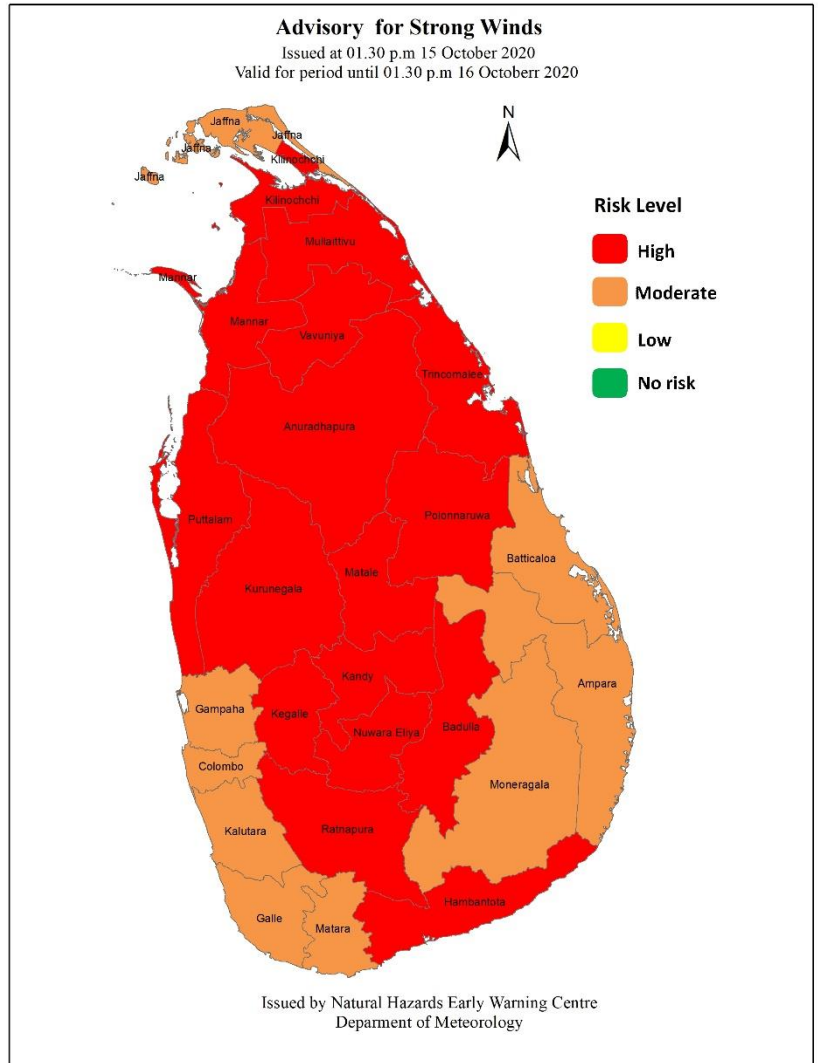 Advisory for Strong Winds
Issued at 01.30 p.m 15 October 2020
Valid for period until 01.30 p.m 16 Octoberr 2020
N
Jaffna
Jaffna
Jaffna
Kilinochchi
Jaffna
Kilinochchi
Mullaitivu
Mannar
Mannar
Vavuniya
Trincomalee
Anuradhapura
Puttalam
Polonnaruwa
Batticaloa
Kurunegala
Matale
Kandy
Ampara
Gampaha
Kegalle
Nuwara Eliya
Badulla
Colombo
Moneragala
Kalutara
Ratnapura
Hambantota
Galle
Matara
Risk Level
High
Moderate
Low
No risk
Issued by Natural Hazards Early Warning Centre
Deparment of Meteorology